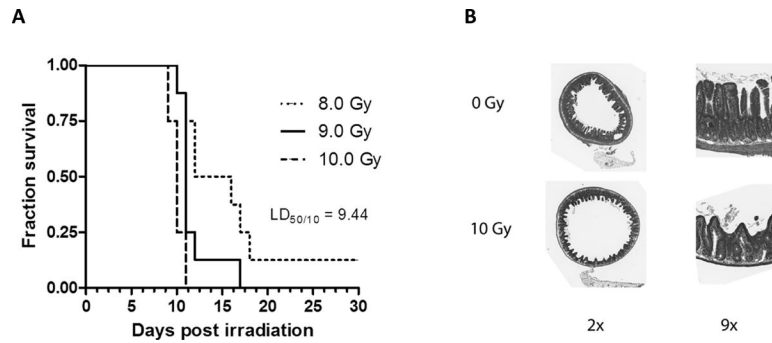 A
B
1.00
0.75
0.50
0.25
0.00
Fraction survival
8.0 Gy
9.0 Gy
10.0 Gy
LD50/10 = 9.44
0 5 10 15 20 25 30
Days post irradiation
0 Gy
10 Gy
2x 9x